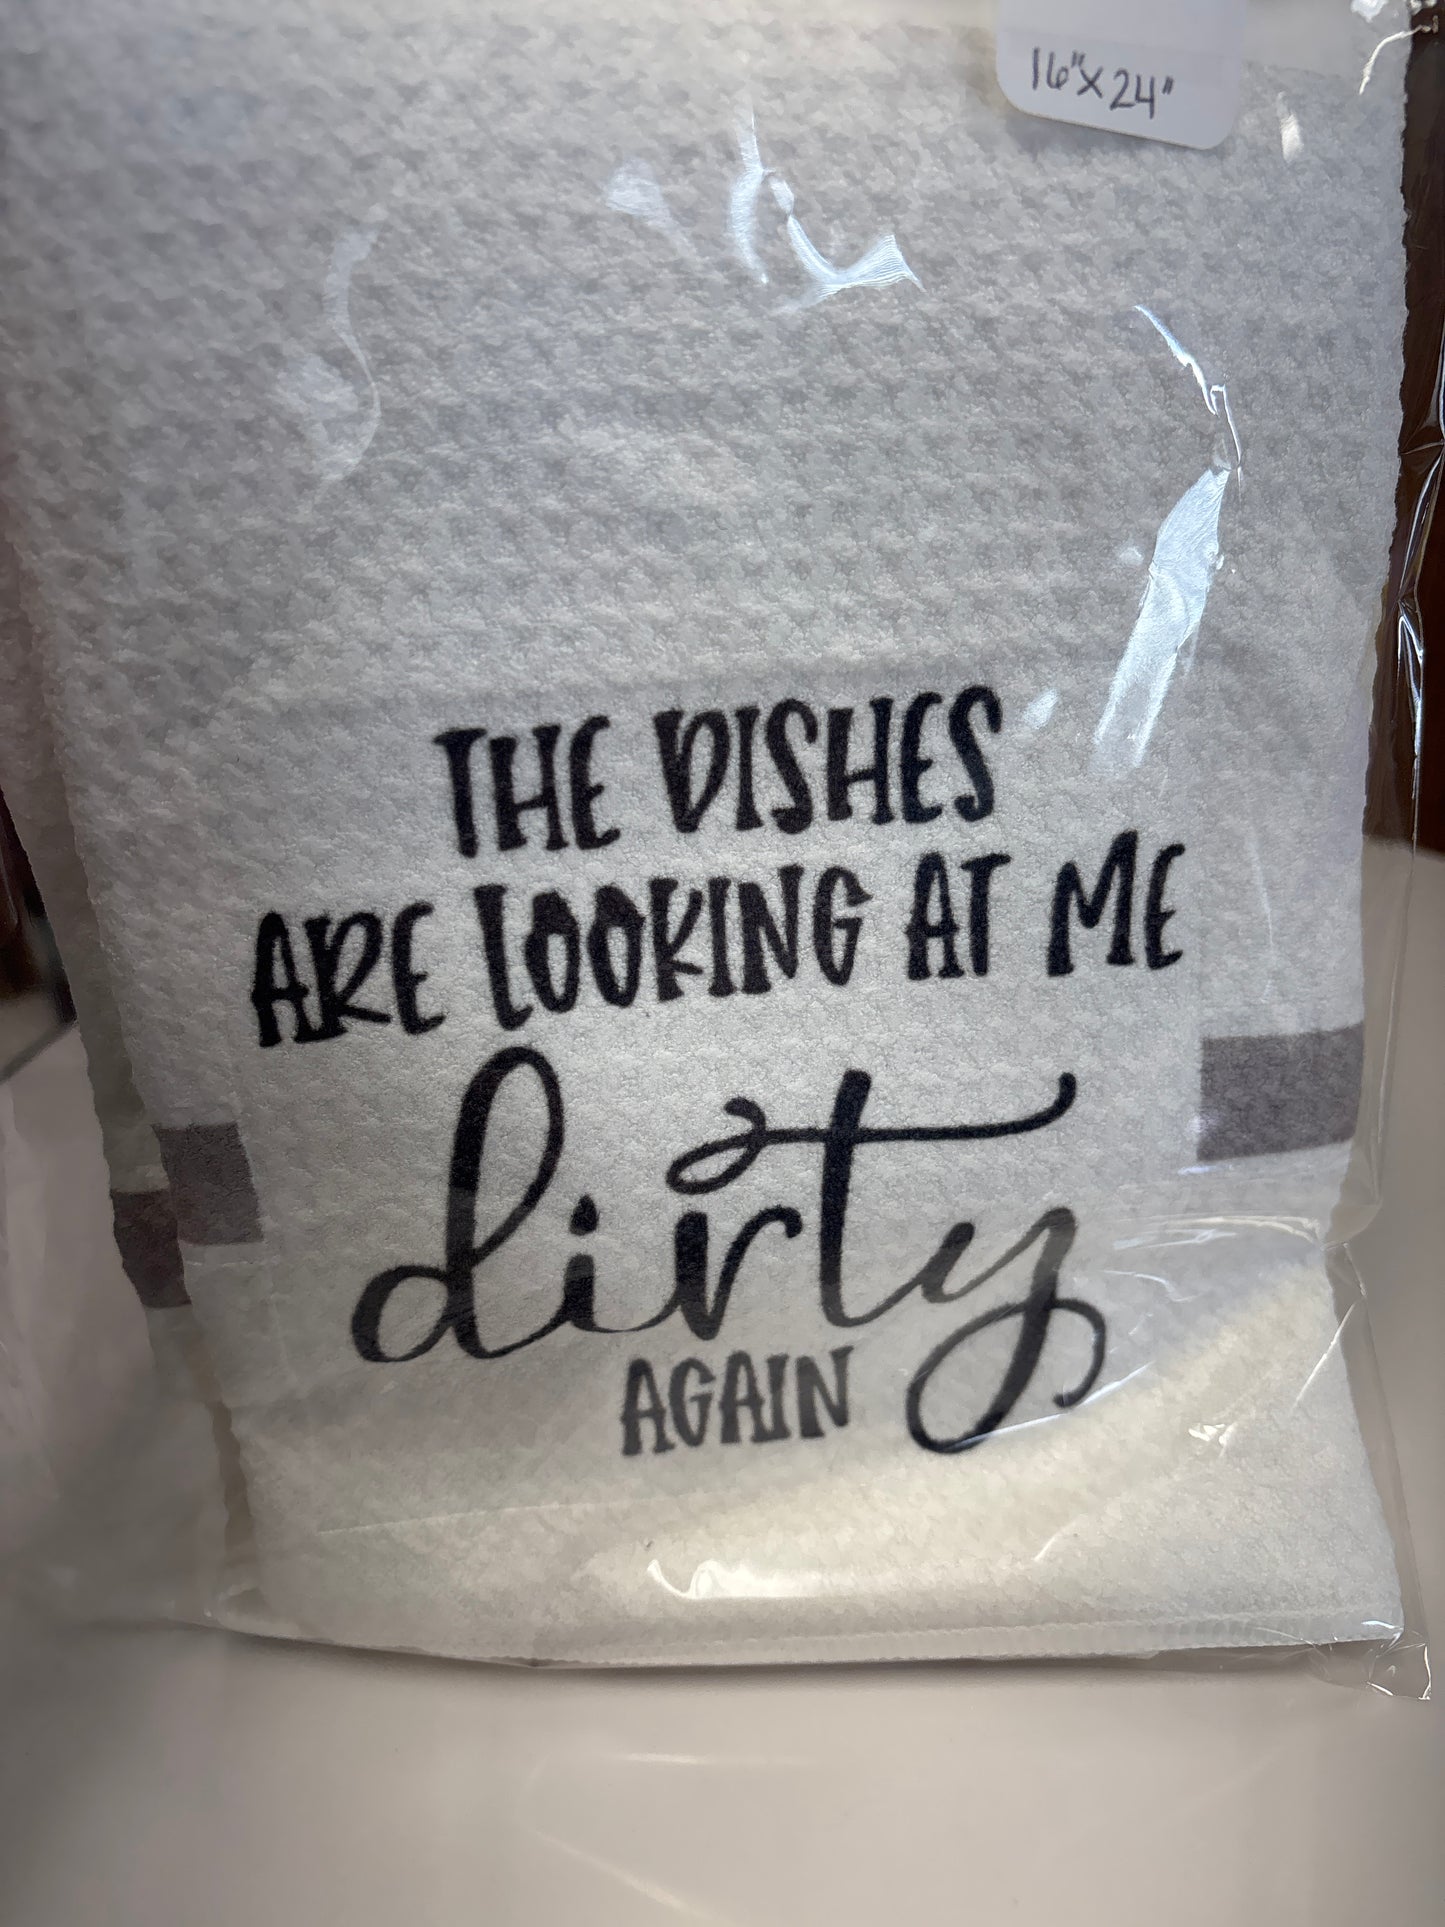 16"x24"
THE DISHES
ARE LOOKING AT ME
dirty
AGAIN